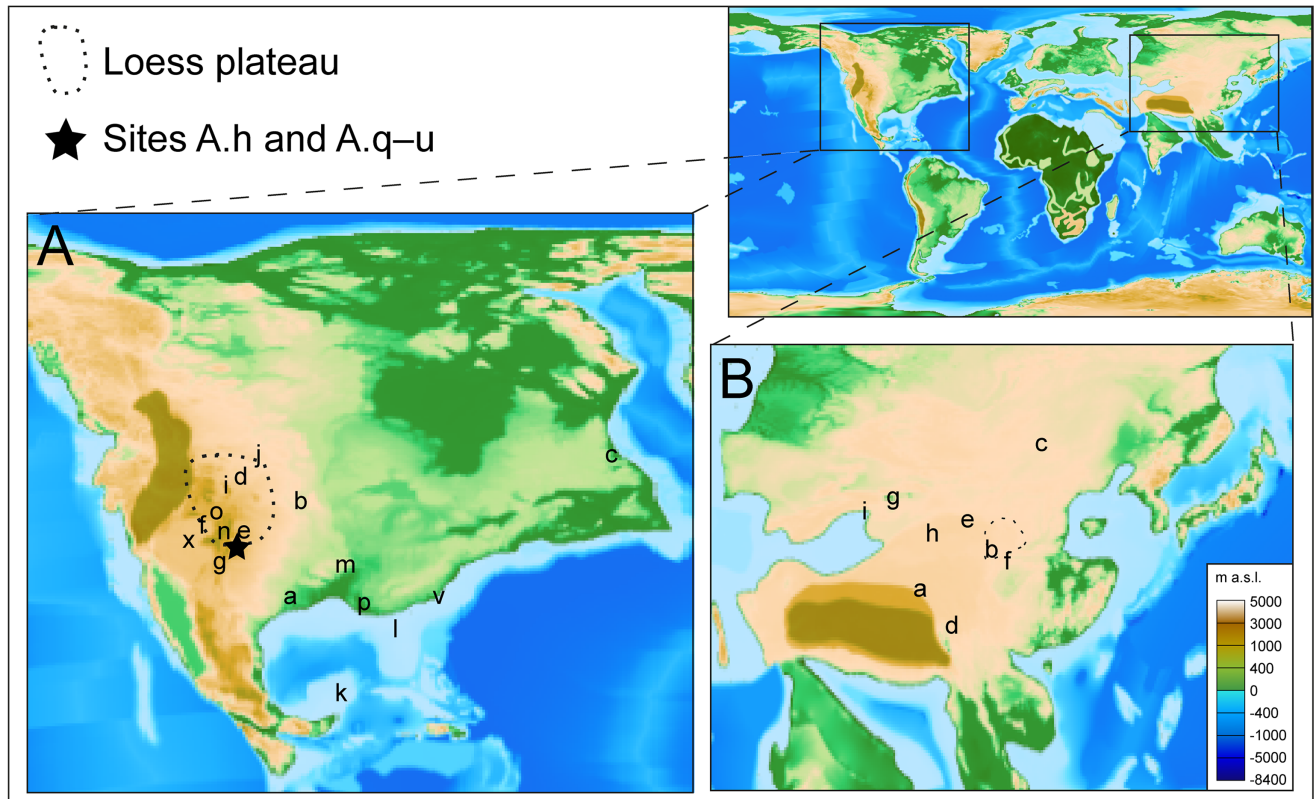 Loess plateau
Sites A.h and A.q–u
A
j
d
i
b
c
o
f
n
e
x
g
m
a
p
v
l
k
B
c
g
i
e
h
b
f
a
d
m a.s.l.
5000
3000
1000
400
0
-400
-1000
-5000
-8400